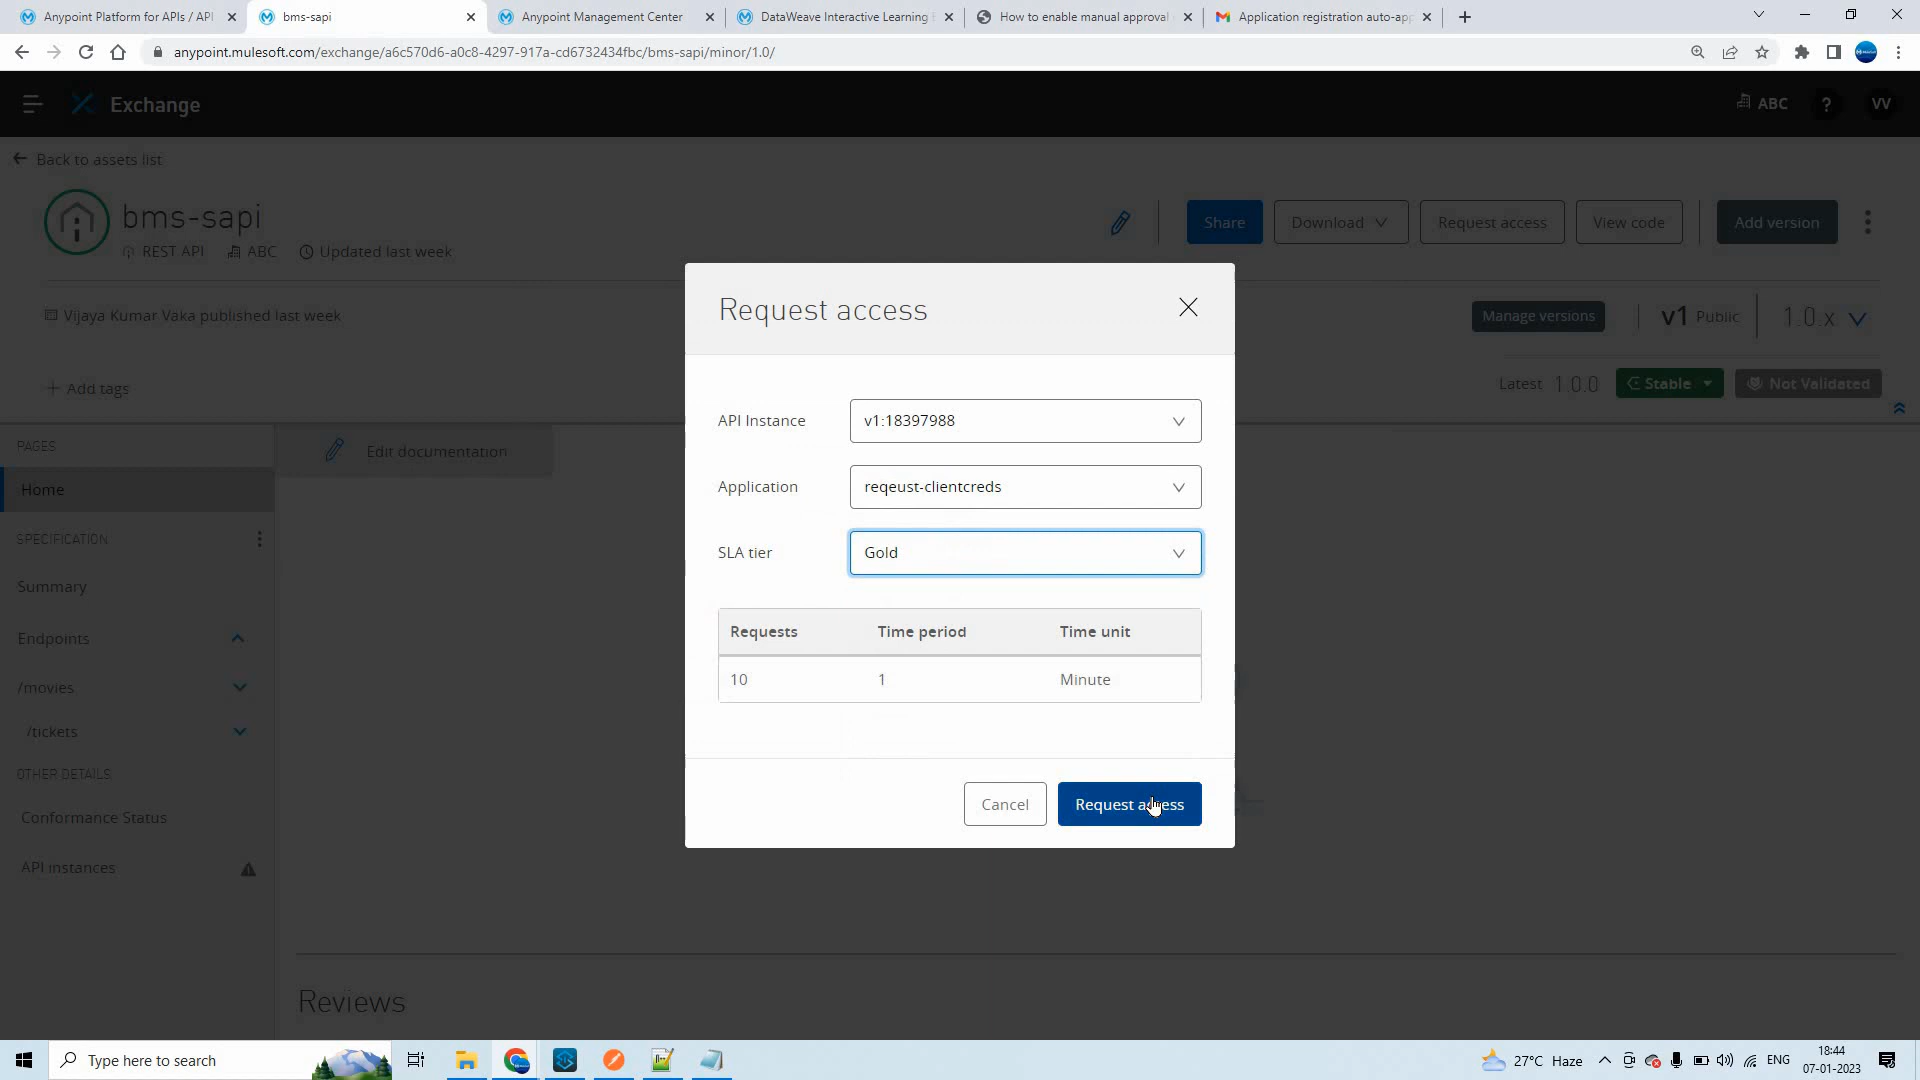 Anypoint Platform for APIs / API
bms-sapi
Anypoint Management Center
DataWeave Interactive Learning
How to enable manual approval
Application registration auto-app
anypoint.mulesoft.com/exchange/a6c570d6-a0c8-4297-917a-cd6732434fbc/bms-sapi/minor/1.0/
Exchange
ABC
?
VV
Back to assets list
bms-sapi
REST API
ABC
Updated last week
Share
Download
Request access
View code
Add version
Vijaya Kumar Vaka published last week
Manage versions
v1 Public
1.0.x
Add tags
Latest 1.0.0
Stable
Not Validated
PAGES
Home
Edit documentation
SPECIFICATION
Summary
Endpoints
/movies
/tickets
OTHER DETAILS
Conformance Status
API instances
Reviews
Request access
API Instance
v1:18397988
Application
reqeust-clientcreds
SLA tier
Gold
Requests Time period Time unit
10 1 Minute
Cancel
Request access
Type here to search
27°C Haze
ENG
18:44
07-01-2023